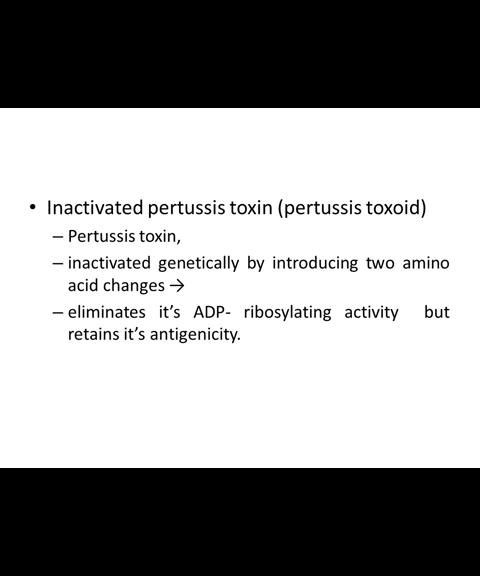 • Inactivated pertussis toxin (pertussis toxoid)
– Pertussis toxin,
– inactivated genetically by introducing two amino
acid changes →
– eliminates it’s ADP- ribosylating activity but
retains it’s antigenicity.